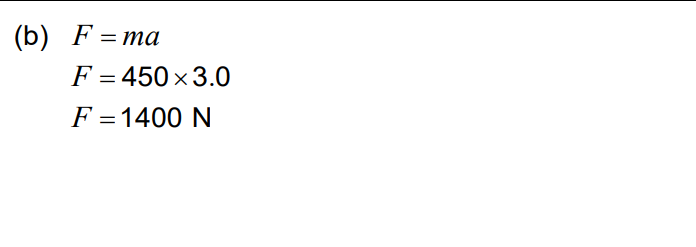 (b) F = ma
F = 450 × 3.0
F = 1400 N